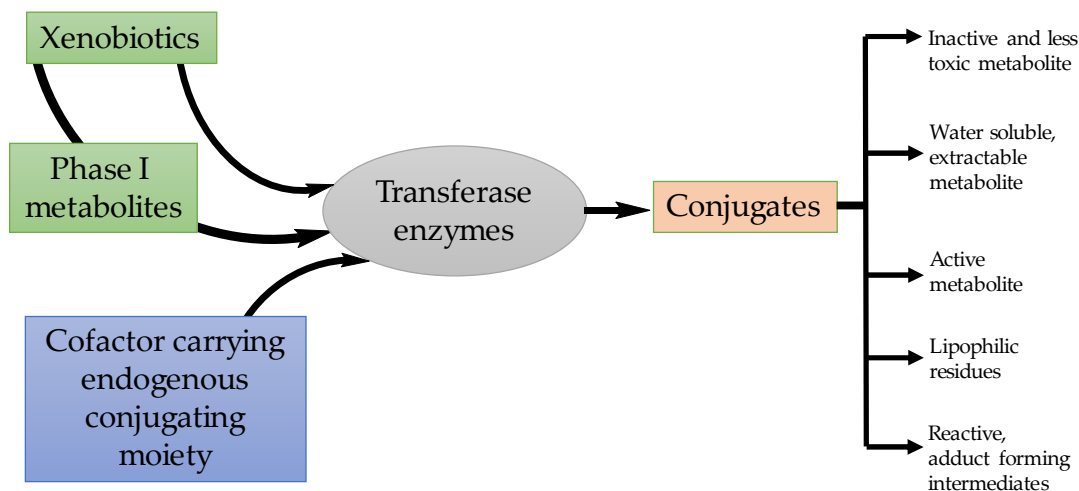 Xenobiotics
Phase I
metabolites
Cofactor carrying
endogenous
conjugating
moiety
Transferase
enzymes
Conjugates
Inactive and less
toxic metabolite
Water soluble,
extractable
metabolite
Active
metabolite
Lipophilic
residues
Reactive,
adduct forming
intermediates